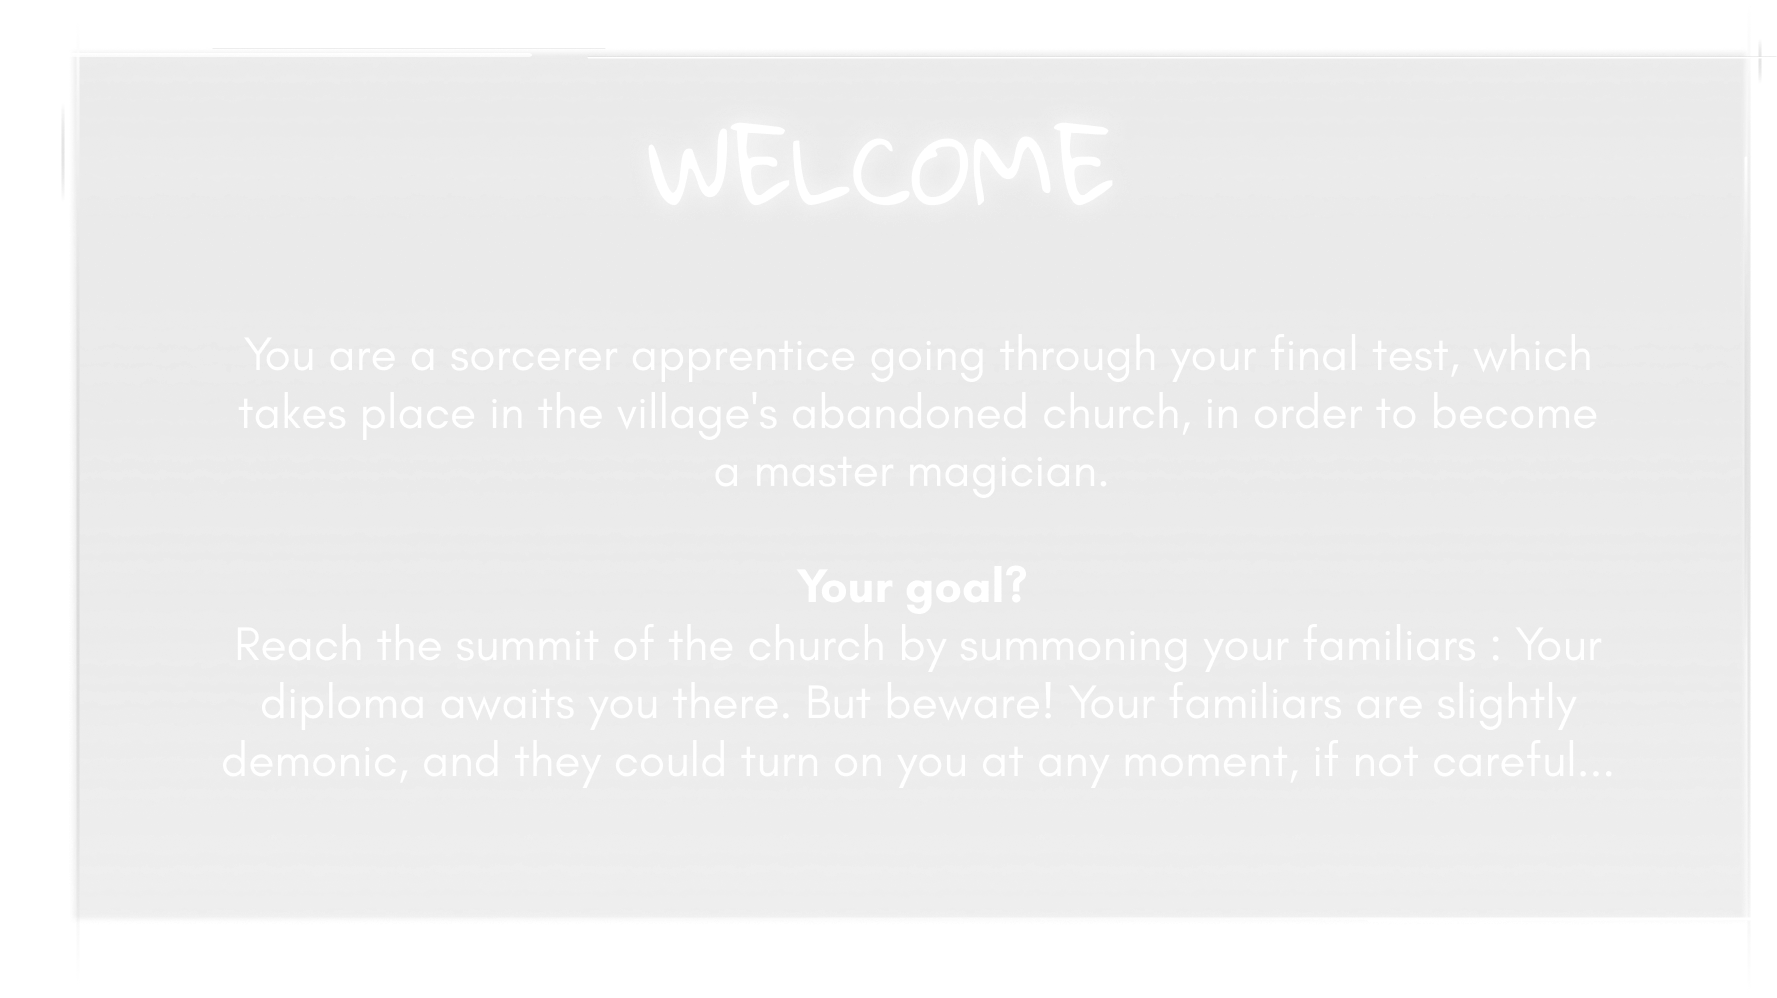 WELCOME
You are a sorcerer apprentice going through your final test, which
takes place in the village's abandoned church, in order to become
a master magician.
Your goal?
Reach the summit of the church by summoning your familiars : Your
diploma awaits you there. But beware! Your familiars are slightly
demonic, and they could turn on you at any moment, if not careful...